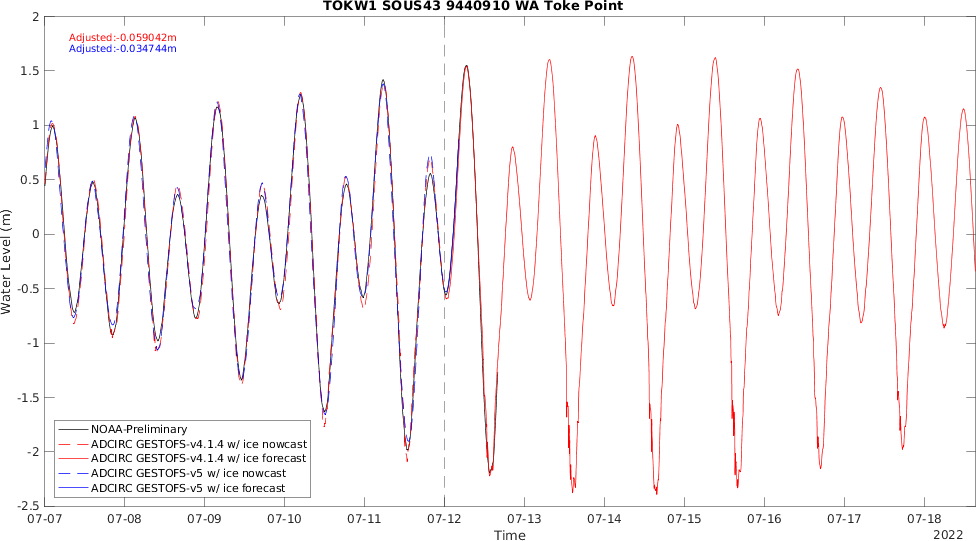 TOKW1 SOUS43 9440910 WA Toke Point
Adjusted:-0.059042m
Adjusted:-0.034744m
2
1.5
1
0.5
0
-0.5
-1
-1.5
-2
-2.5
Water Level (m)
NOAA-Preliminary
ADCIRC GESTOFS-v4.1.4 w/ ice nowcast
ADCIRC GESTOFS-v4.1.4 w/ ice forecast
ADCIRC GESTOFS-v5 w/ ice nowcast
ADCIRC GESTOFS-v5 w/ ice forecast
07-07 07-08 07-09 07-10 07-11 07-12 07-13 07-14 07-15 07-16 07-17 07-18
Time
2022